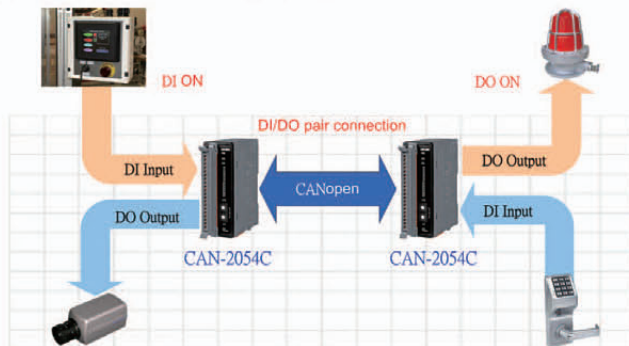 DI ON
DO ON
DI/DO pair connection
DI Input
DO Output
CANopen
DO Output
DI Input
CAN-2054C
CAN-2054C